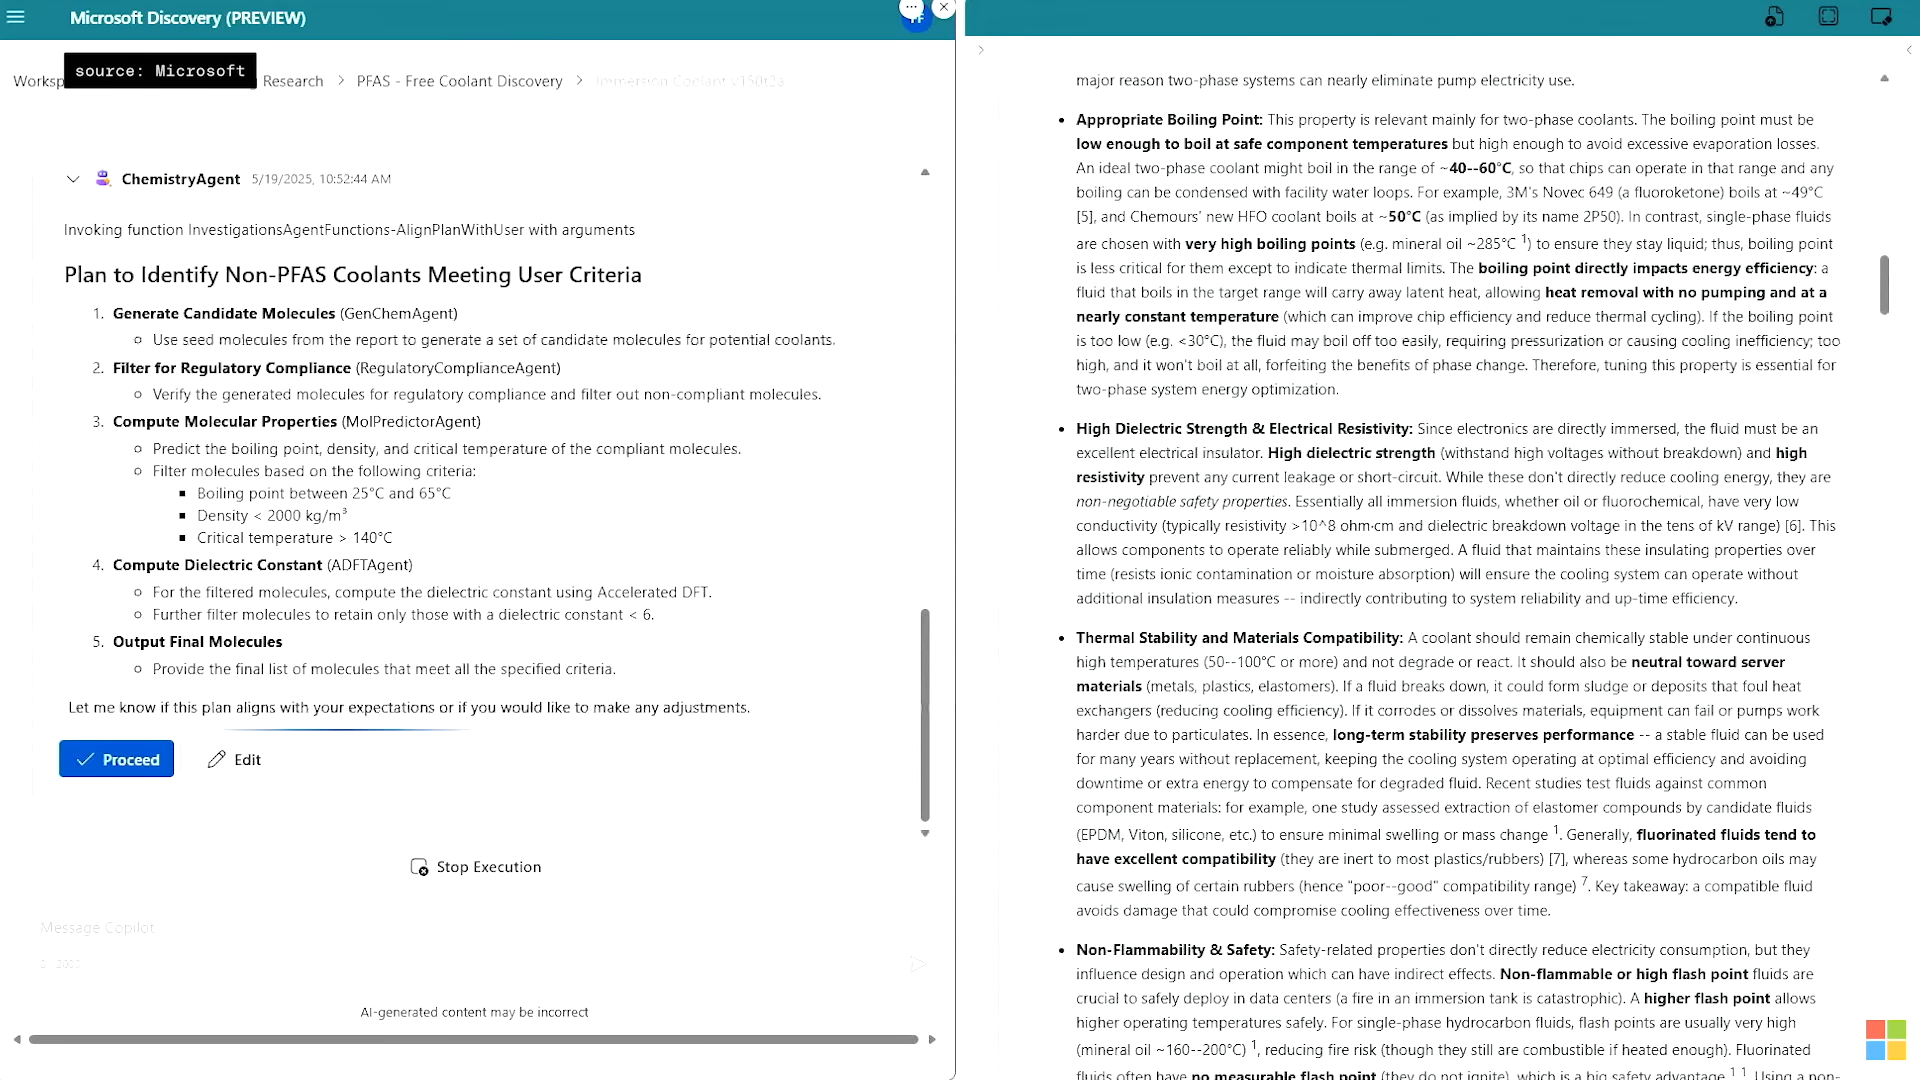 Microsoft Discovery (PREVIEW)
source: Microsoft
Worksp
Research > PFAS - Free Coolant Discovery > Immersion Coolant v150t2a
ChemistryAgent 5/19/2025, 10:52:44 AM
Invoking function InvestigationsAgentFunctions-AlignPlanWithUser with arguments
Plan to Identify Non-PFAS Coolants Meeting User Criteria
1. Generate Candidate Molecules (GenChemAgent)
Use seed molecules from the report to generate a set of candidate molecules for potential coolants.
2. Filter for Regulatory Compliance (RegulatoryComplianceAgent)
Verify the generated molecules for regulatory compliance and filter out non-compliant molecules.
3. Compute Molecular Properties (MolPredictorAgent)
Predict the boiling point, density, and critical temperature of the compliant molecules.
Filter molecules based on the following criteria:
Boiling point between 25°C and 65°C
Density < 2000 kg/m³
Critical temperature > 140°C
4. Compute Dielectric Constant (ADFTAgent)
For the filtered molecules, compute the dielectric constant using Accelerated DFT.
Further filter molecules to retain only those with a dielectric constant < 6.
5. Output Final Molecules
Provide the final list of molecules that meet all the specified criteria.
Let me know if this plan aligns with your expectations or if you would like to make any adjustments.
Proceed
Edit
Stop Execution
Message Copilot
AI-generated content may be incorrect
major reason two-phase systems can nearly eliminate pump electricity use.
• Appropriate Boiling Point: This property is relevant mainly for two-phase coolants. The boiling point must be
low enough to boil at safe component temperatures but high enough to avoid excessive evaporation losses.
An ideal two-phase coolant might boil in the range of ~40--60°C, so that chips can operate in that range and any
boiling can be condensed with facility water loops. For example, 3M's Novec 649 (a fluoroketone) boils at ~49°C
[5], and Chemours' new HFO coolant boils at ~50°C (as implied by its name 2P50). In contrast, single-phase fluids
are chosen with very high boiling points (e.g. mineral oil ~285°C ¹) to ensure they stay liquid; thus, boiling point
is less critical for them except to indicate thermal limits. The boiling point directly impacts energy efficiency: a
fluid that boils in the target range will carry away latent heat, allowing heat removal with no pumping and at a
nearly constant temperature (which can improve chip efficiency and reduce thermal cycling). If the boiling point
is too low (e.g. <30°C), the fluid may boil off too easily, requiring pressurization or causing cooling inefficiency; too
high, and it won't boil at all, forfeiting the benefits of phase change. Therefore, tuning this property is essential for
two-phase system energy optimization.
• High Dielectric Strength & Electrical Resistivity: Since electronics are directly immersed, the fluid must be an
excellent electrical insulator. High dielectric strength (withstand high voltages without breakdown) and high
resistivity prevent any current leakage or short-circuit. While these don't directly reduce cooling energy, they are
non-negotiable safety properties. Essentially all immersion fluids, whether oil or fluorochemical, have very low
conductivity (typically resistivity >10^8 ohm·cm and dielectric breakdown voltage in the tens of kV range) [6]. This
allows components to operate reliably while submerged. A fluid that maintains these insulating properties over
time (resists ionic contamination or moisture absorption) will ensure the cooling system can operate without
additional insulation measures -- indirectly contributing to system reliability and up-time efficiency.
• Thermal Stability and Materials Compatibility: A coolant should remain chemically stable under continuous
high temperatures (50--100°C or more) and not degrade or react. It should also be neutral toward server
materials (metals, plastics, elastomers). If a fluid breaks down, it could form sludge or deposits that foul heat
exchangers (reducing cooling efficiency). If it corrodes or dissolves materials, equipment can fail or pumps work
harder due to particulates. In essence, long-term stability preserves performance -- a stable fluid can be used
for many years without replacement, keeping the cooling system operating at optimal efficiency and avoiding
downtime or extra energy to compensate for degraded fluid. Recent studies test fluids against common
component materials: for example, one study assessed extraction of elastomer compounds by candidate fluids
(EPDM, Viton, silicone, etc.) to ensure minimal swelling or mass change ¹. Generally, fluorinated fluids tend to
have excellent compatibility (they are inert to most plastics/rubbers) [7], whereas some hydrocarbon oils may
cause swelling of certain rubbers (hence "poor--good" compatibility range) ⁷. Key takeaway: a compatible fluid
avoids damage that could compromise cooling effectiveness over time.
• Non-Flammability & Safety: Safety-related properties don't directly reduce electricity consumption, but they
influence design and operation which can have indirect effects. Non-flammable or high flash point fluids are
crucial to safely deploy in data centers (a fire in an immersion tank is catastrophic). A higher flash point allows
higher operating temperatures safely. For single-phase hydrocarbon fluids, flash points are usually very high
(mineral oil ~160--200°C) ¹, reducing fire risk (though they still are combustible if heated enough). Fluorinated
fluids often have no measurable flash point (they do not ignite), which is a big safety advantage ¹ ¹. Using a non-